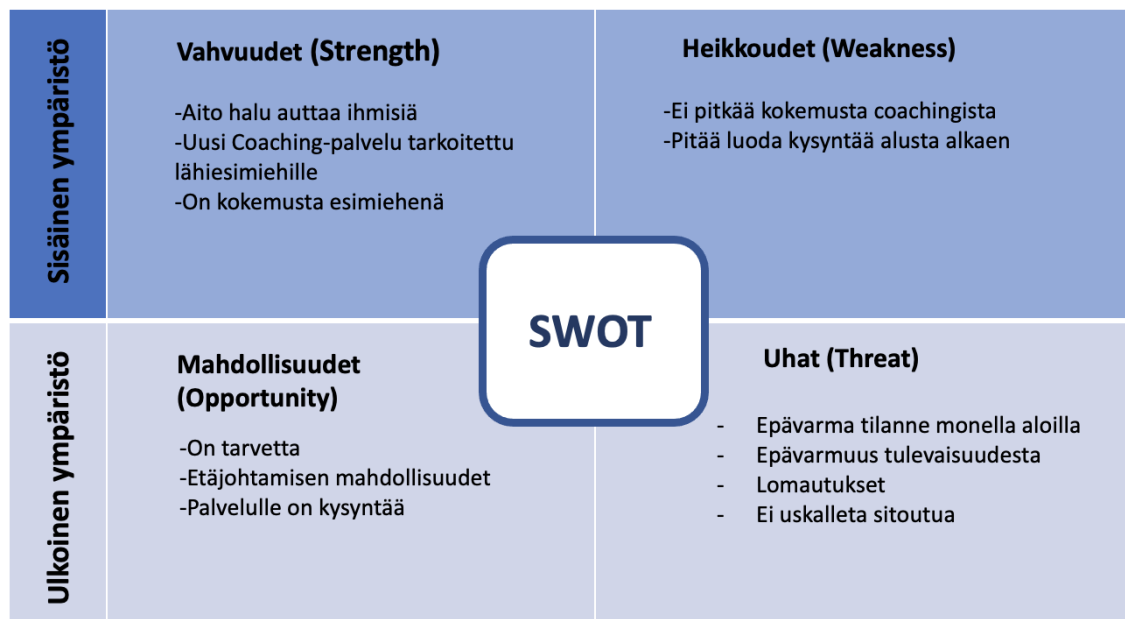 Sisäinen ympäristö
Vahvuudet (Strength)
-Aito halu auttaa ihmisiä
-Uusi Coaching-palvelu tarkoitettu
lähiesimiehille
-On kokemusta esimiehenä
Heikkoudet (Weakness)
-Ei pitkää kokemusta coachingista
-Pitää luoda kysyntää alusta alkaen
SWOT
Ulkoinen ympäristö
Mahdollisuudet
(Opportunity)
-On tarvetta
-Etäjohtamisen mahdollisuudet
-Palvelulle on kysyntää
Uhat (Threat)
- Epävarma tilanne monella aloilla
- Epävarmuus tulevaisuudesta
- Lomautukset
- Ei uskalleta sitoutua